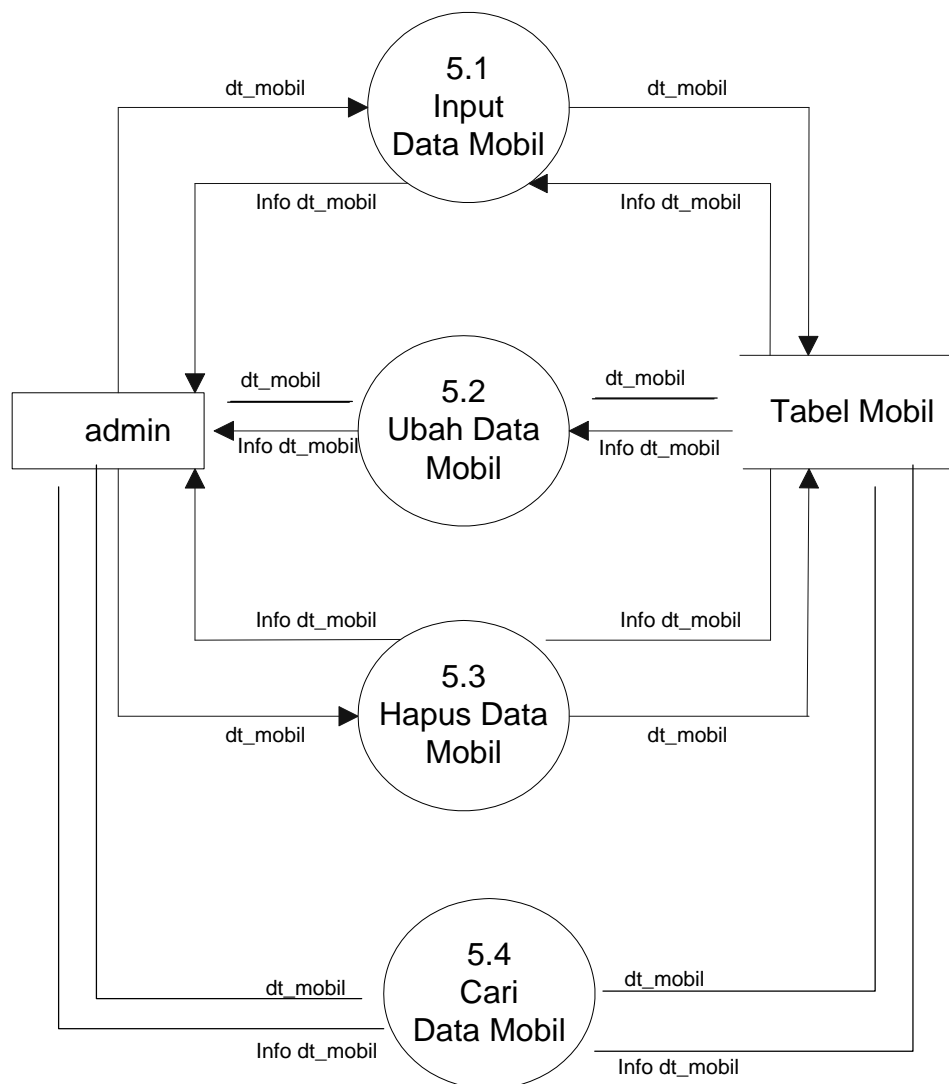 5.1
Input
Data Mobil
dt_mobil
dt_mobil
Info dt_mobil
Info dt_mobil
admin
dt_mobil
Info dt_mobil
5.2
Ubah Data
Mobil
dt_mobil
Info dt_mobil
Tabel Mobil
Info dt_mobil
Info dt_mobil
5.3
Hapus Data
Mobil
dt_mobil
dt_mobil
5.4
Cari
Data Mobil
dt_mobil
dt_mobil
Info dt_mobil
Info dt_mobil